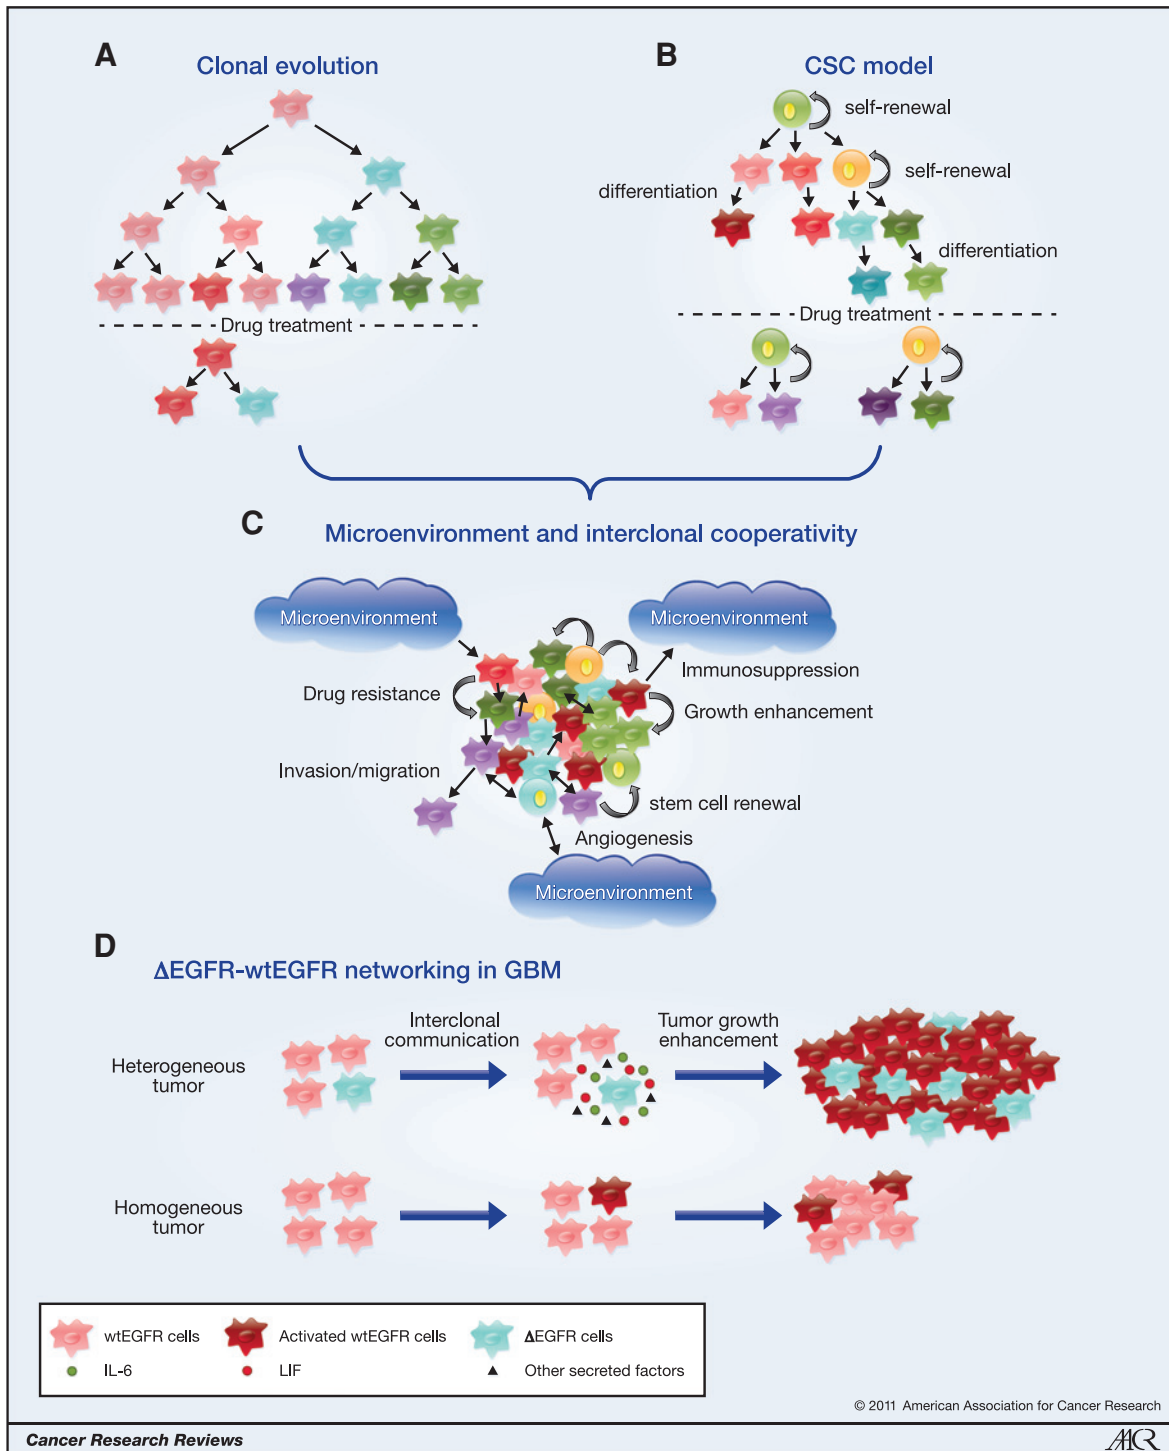 A
Clonal evolution
Drug treatment
B
CSC model
self-renewal
self-renewal
differentiation
differentiation
Drug treatment
C
Microenvironment and interclonal cooperativity
Microenvironment
Microenvironment
Immunosuppression
Drug resistance
Growth enhancement
Invasion/migration
stem cell renewal
Angiogenesis
Microenvironment
D
ΔEGFR-wtEGFR networking in GBM
Interclonal
communication
Tumor growth
enhancement
Heterogeneous
tumor
Homogeneous
tumor
wtEGFR cells
Activated wtEGFR cells
ΔEGFR cells
IL-6
LIF
Other secreted factors
© 2011 American Association for Cancer Research
Cancer Research Reviews
AACR